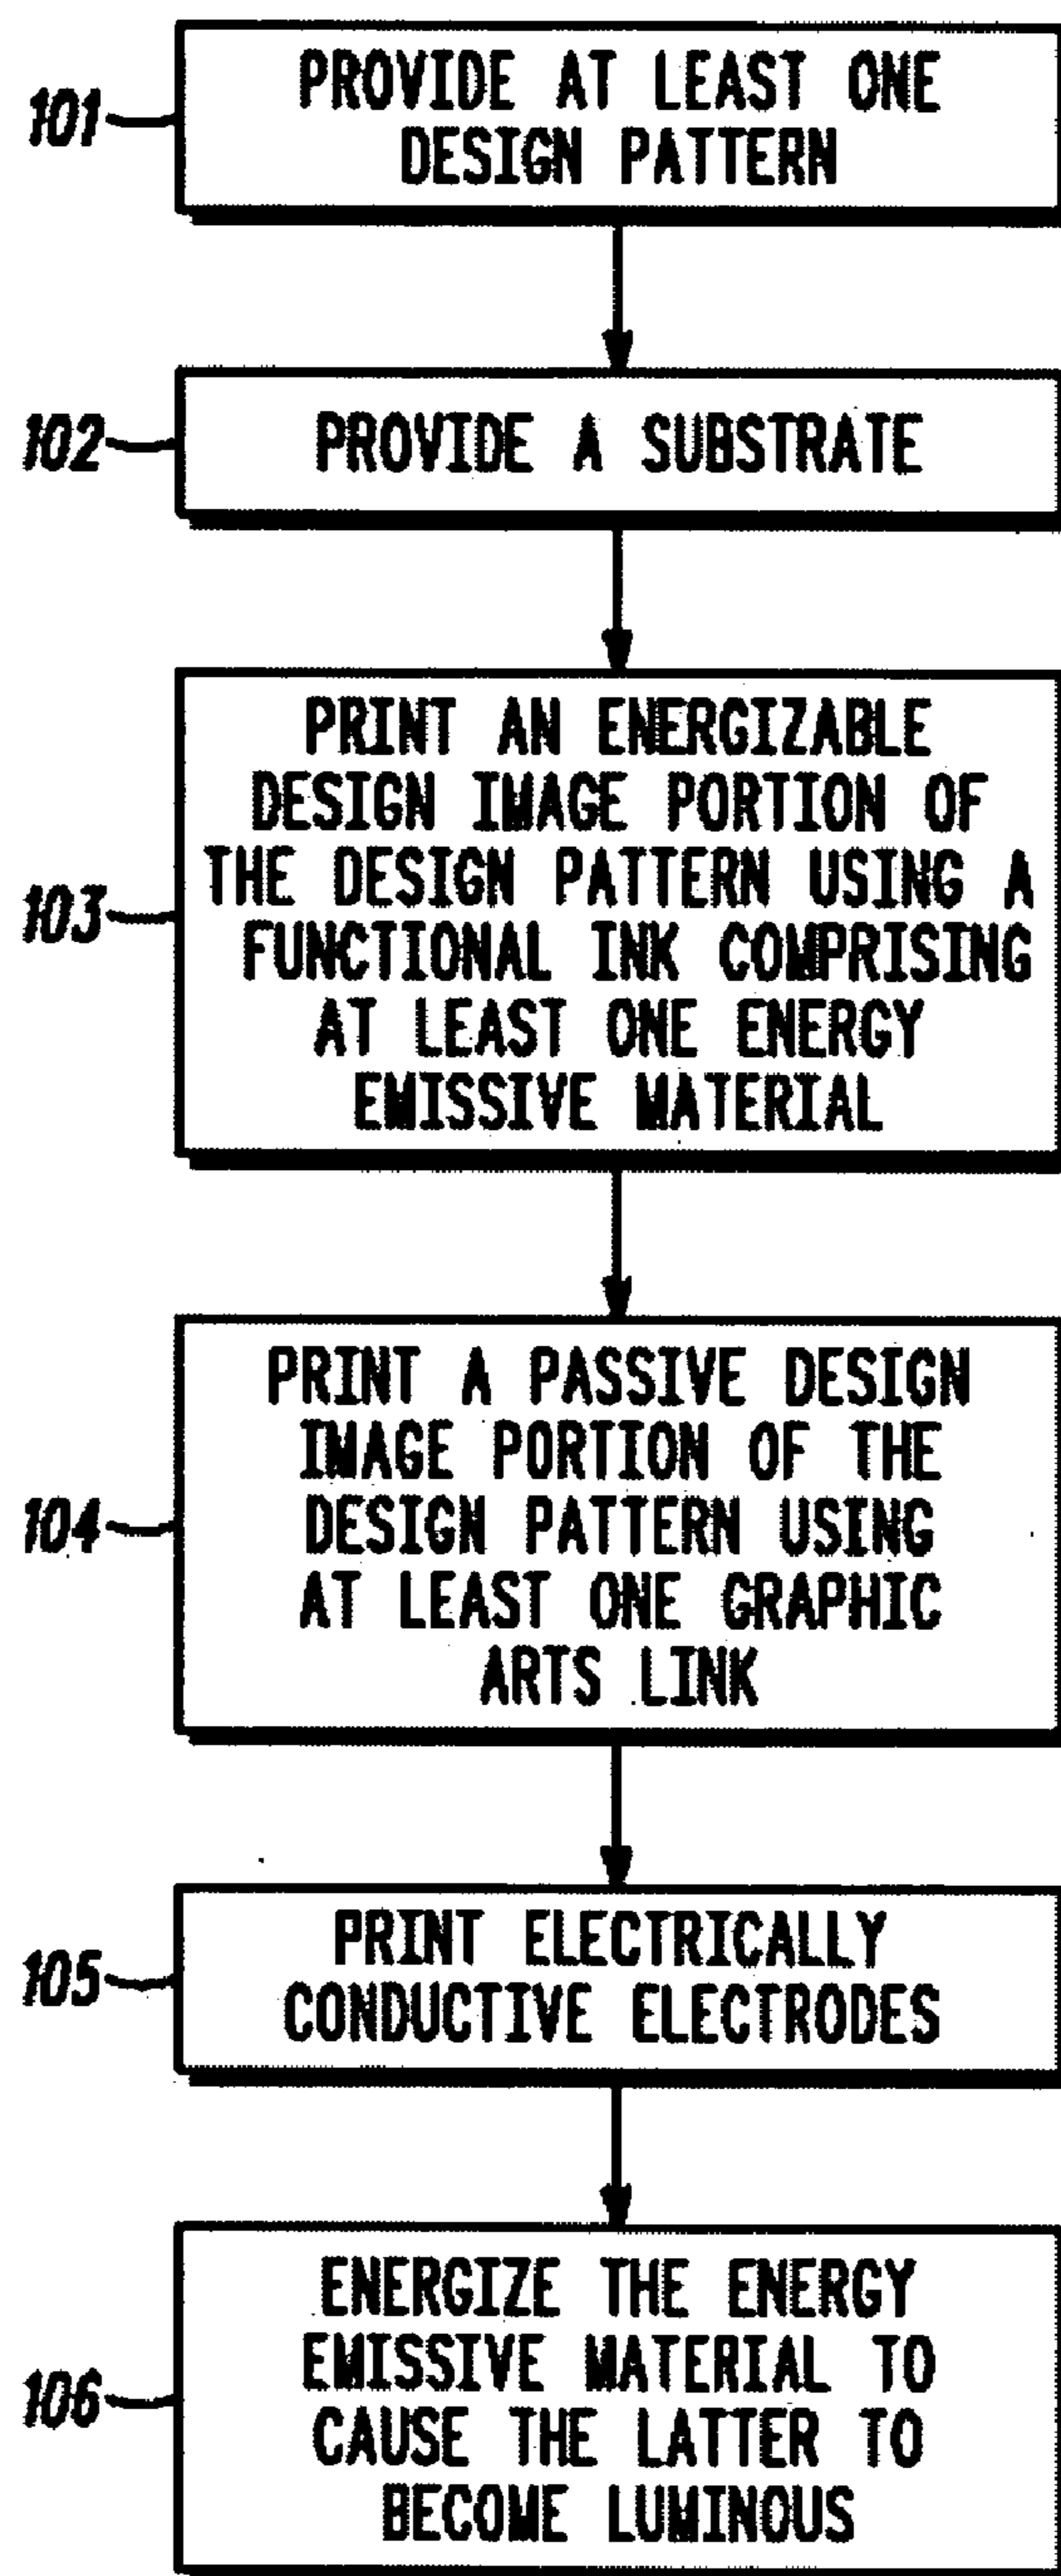 101
PROVIDE AT LEAST ONE
DESIGN PATTERN
102
PROVIDE A SUBSTRATE
103
PRINT AN ENERGIZABLE
DESIGN IMAGE PORTION OF
THE DESIGN PATTERN USING A
FUNCTIONAL INK COMPRISING
AT LEAST ONE ENERGY
EMISSIVE MATERIAL
104
PRINT A PASSIVE DESIGN
IMAGE PORTION OF THE
DESIGN PATTERN USING
AT LEAST ONE GRAPHIC
ARTS LINK
105
PRINT ELECTRICALLY
CONDUCTIVE ELECTRODES
106
ENERGIZE THE ENERGY
EMISSIVE MATERIAL TO
CAUSE THE LATTER TO
BECOME LUMINOUS